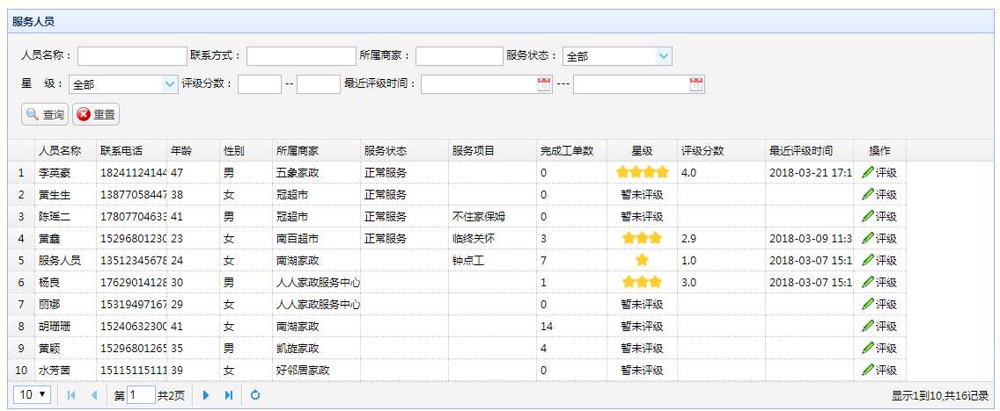 服务人员
人员名称： 联系方式： 所属商家： 服务状态： 全部
星 级： 全部 评级分数： -- 最近评级时间： ---
查询 重置
人员名称 联系电话 年龄 性别 所属商家 服务状态 服务项目 完成工单数 星级 评级分数 最近评级时间 操作
1 李英豪 18241124144 47 男 五象家政 正常服务 0 4.0 2018-03-21 17:1 评级
2 黄生生 13877058447 38 女 冠超市 正常服务 0 暂未评级 评级
3 陈瑶二 17807704633 41 男 冠超市 正常服务 不住家保姆 0 暂未评级 评级
4 黄鑫 15296801230 23 女 南百超市 正常服务 临终关怀 3 2.9 2018-03-09 11:3 评级
5 服务人员 13512345678 24 女 南湖家政 钟点工 7 1.0 2018-03-07 15:1 评级
6 杨良 17629014128 30 男 人人家政服务中心 1 3.0 2018-03-07 15:1 评级
7 丽娜 15319497167 29 女 人人家政服务中心 0 暂未评级 评级
8 胡珊珊 15240632300 41 女 南湖家政 14 暂未评级 评级
9 黄颖 15296801265 35 男 凯旋家政 4 暂未评级 评级
10 水芳茵 15115115111 39 女 好邻居家政 0 暂未评级 评级
10 第 1 共2页 显示1到10,共16记录